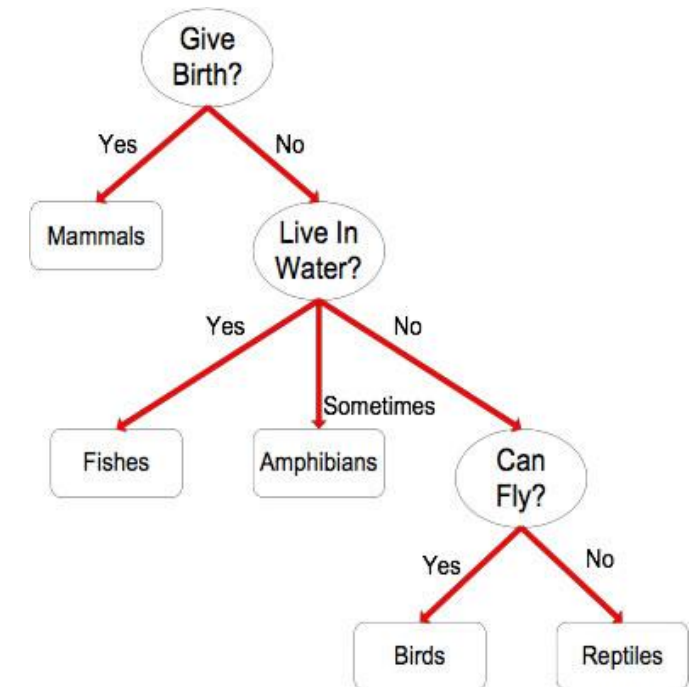 Give
Birth?
Yes
No
Mammals
Live In
Water?
Yes
No
Sometimes
Fishes
Amphibians
Can
Fly?
Yes
No
Birds
Reptiles